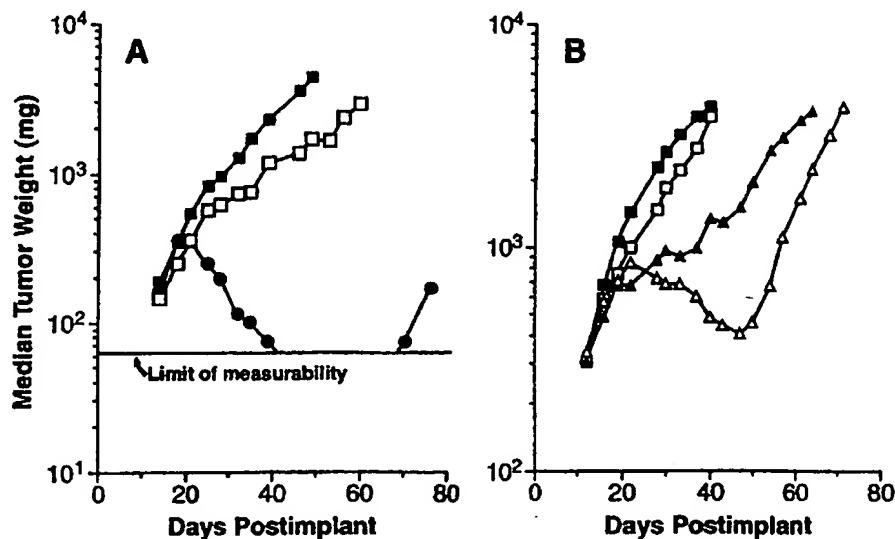 A
B
Median Tumor Weight (mg)
10⁴
10³
10²
10¹
Limit of measurability
0
20
40
60
80
Days Postimplant
10⁴
10³
10²
0
20
40
60
80
Days Postimplant